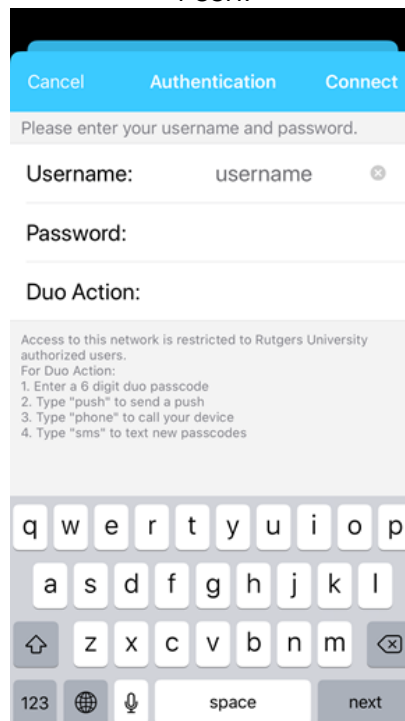 Cancel Authentication Connect
Please enter your username and password.
Username: username
Password:
Duo Action:
Access to this network is restricted to Rutgers University
authorized users.
For Duo Action:
1. Enter a 6 digit duo passcode
2. Type "push" to send a push
3. Type "phone" to call your device
4. Type "sms" to text new passcodes
q w e r t y u i o p
a s d f g h j k l
z x c v b n m
123 space next